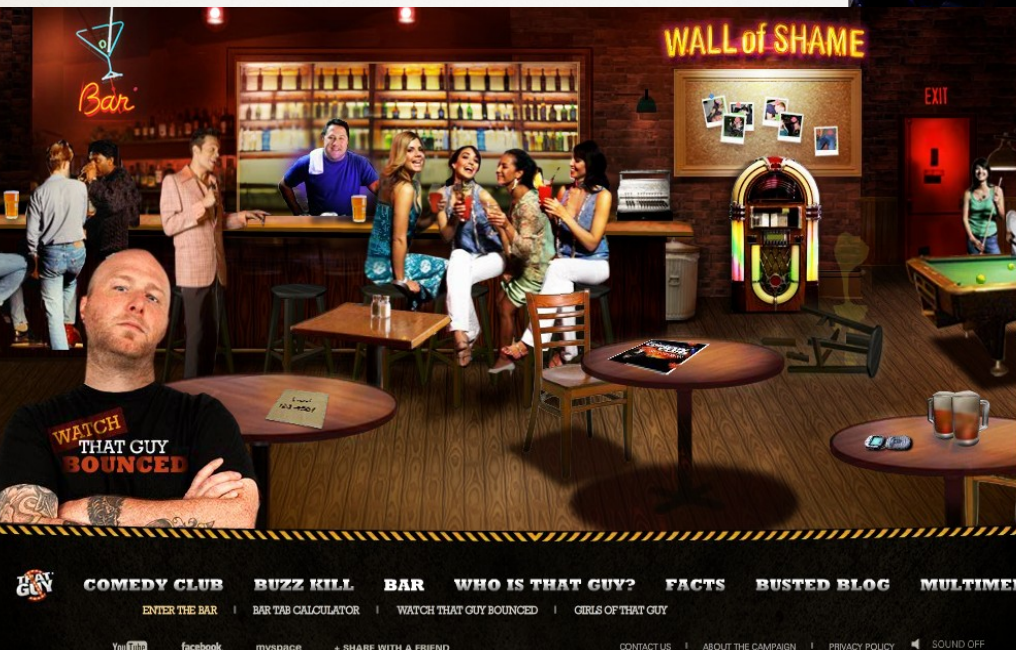 Bar
WALL of SHAME
EXIT
WATCH
THAT GUY
BOUNCED
THAT
GUY
COMEDY CLUB BUZZ KILL BAR WHO IS THAT GUY? FACTS BUSTED BLOG MULTIME
ENTER THE BAR | BAR TAB CALCULATOR | WATCH THAT GUY BOUNCED | GIRLS OF THAT GUY
YouTube facebook myspace + SHARE WITH A FRIEND CONTACT US | ABOUT THE CAMPAIGN | PRIVACY POLICY SOUND OFF